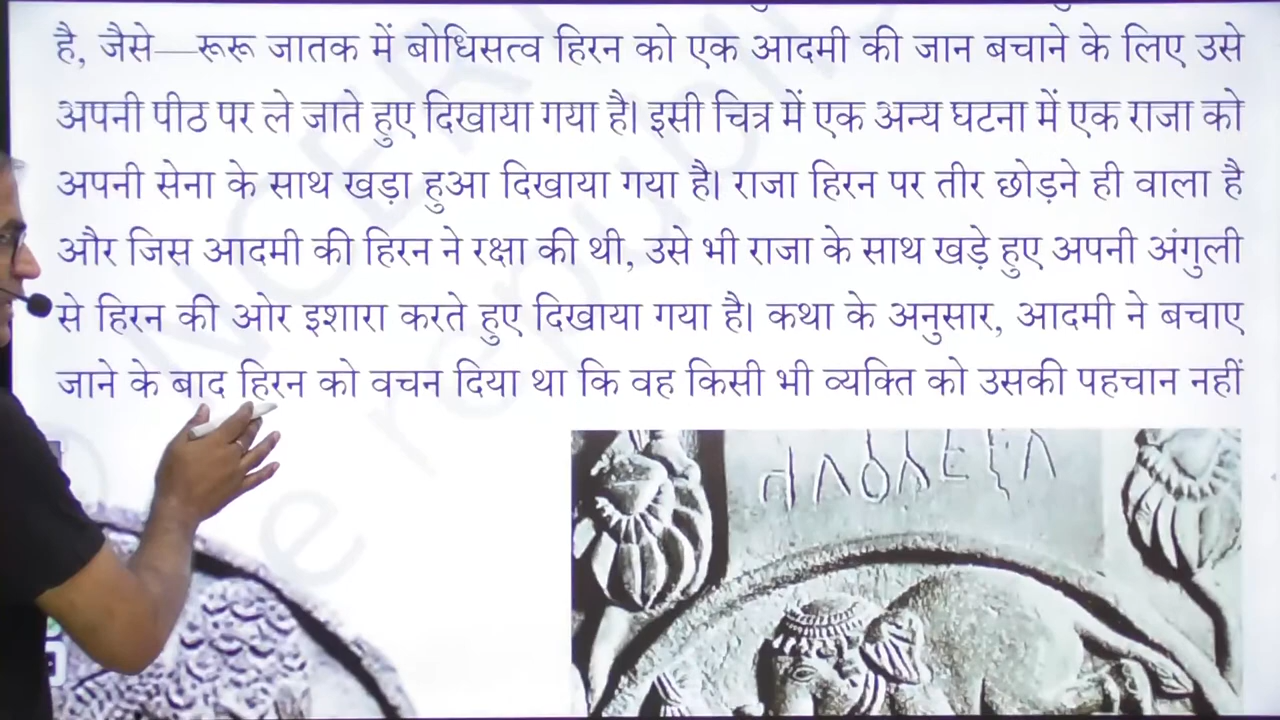 है, जैसे—रूरू जातक में बोधिसत्व हिरन को एक आदमी की जान बचाने के लिए उसे
अपनी पीठ पर ले जाते हुए दिखाया गया है। इसी चित्र में एक अन्य घटना में एक राजा को
अपनी सेना के साथ खड़ा हुआ दिखाया गया है। राजा हिरन पर तीर छोड़ने ही वाला है
और जिस आदमी की हिरन ने रक्षा की थी, उसे भी राजा के साथ खड़े हुए अपनी अंगुली
से हिरन की ओर इशारा करते हुए दिखाया गया है। कथा के अनुसार, आदमी ने बचाए
जाने के बाद हिरन को वचन दिया था कि वह किसी भी व्यक्ति को उसकी पहचान नहीं